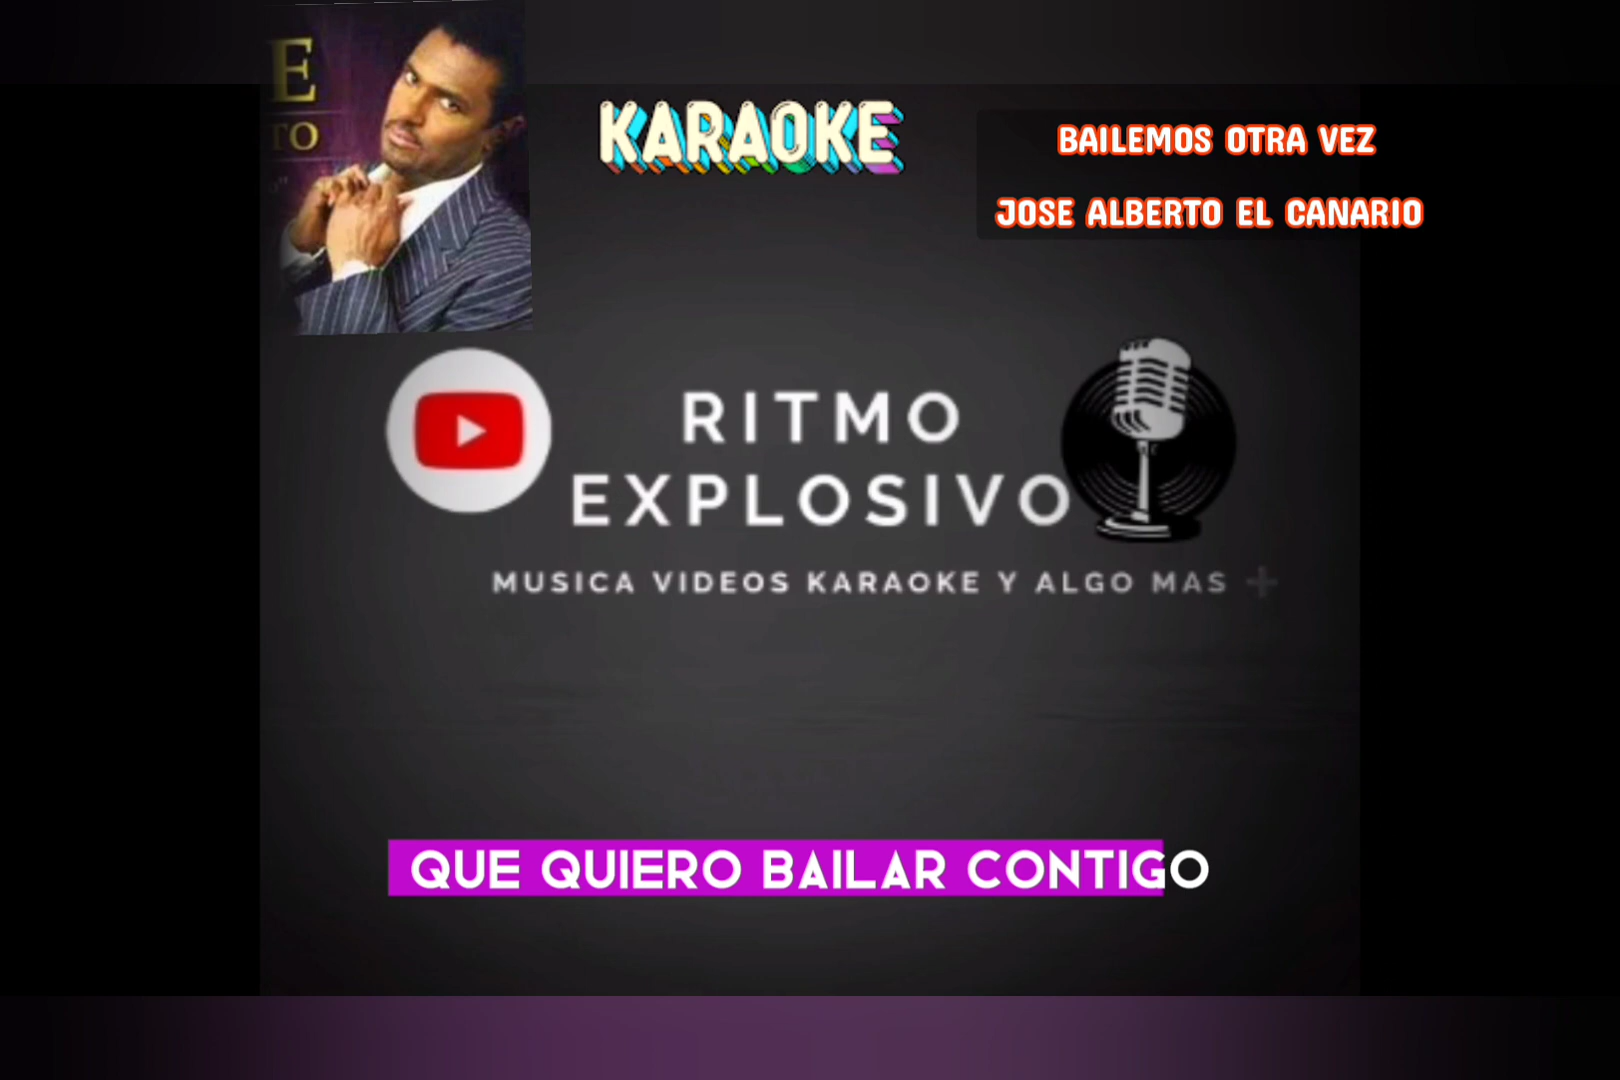 E
TO
KARAOKE
BAILEMOS OTRA VEZ
JOSE ALBERTO EL CANARIO
RITMO
EXPLOSIVO
MUSICA VIDEOS KARAOKE Y ALGO MAS +
QUE QUIERO BAILAR CONTIGO